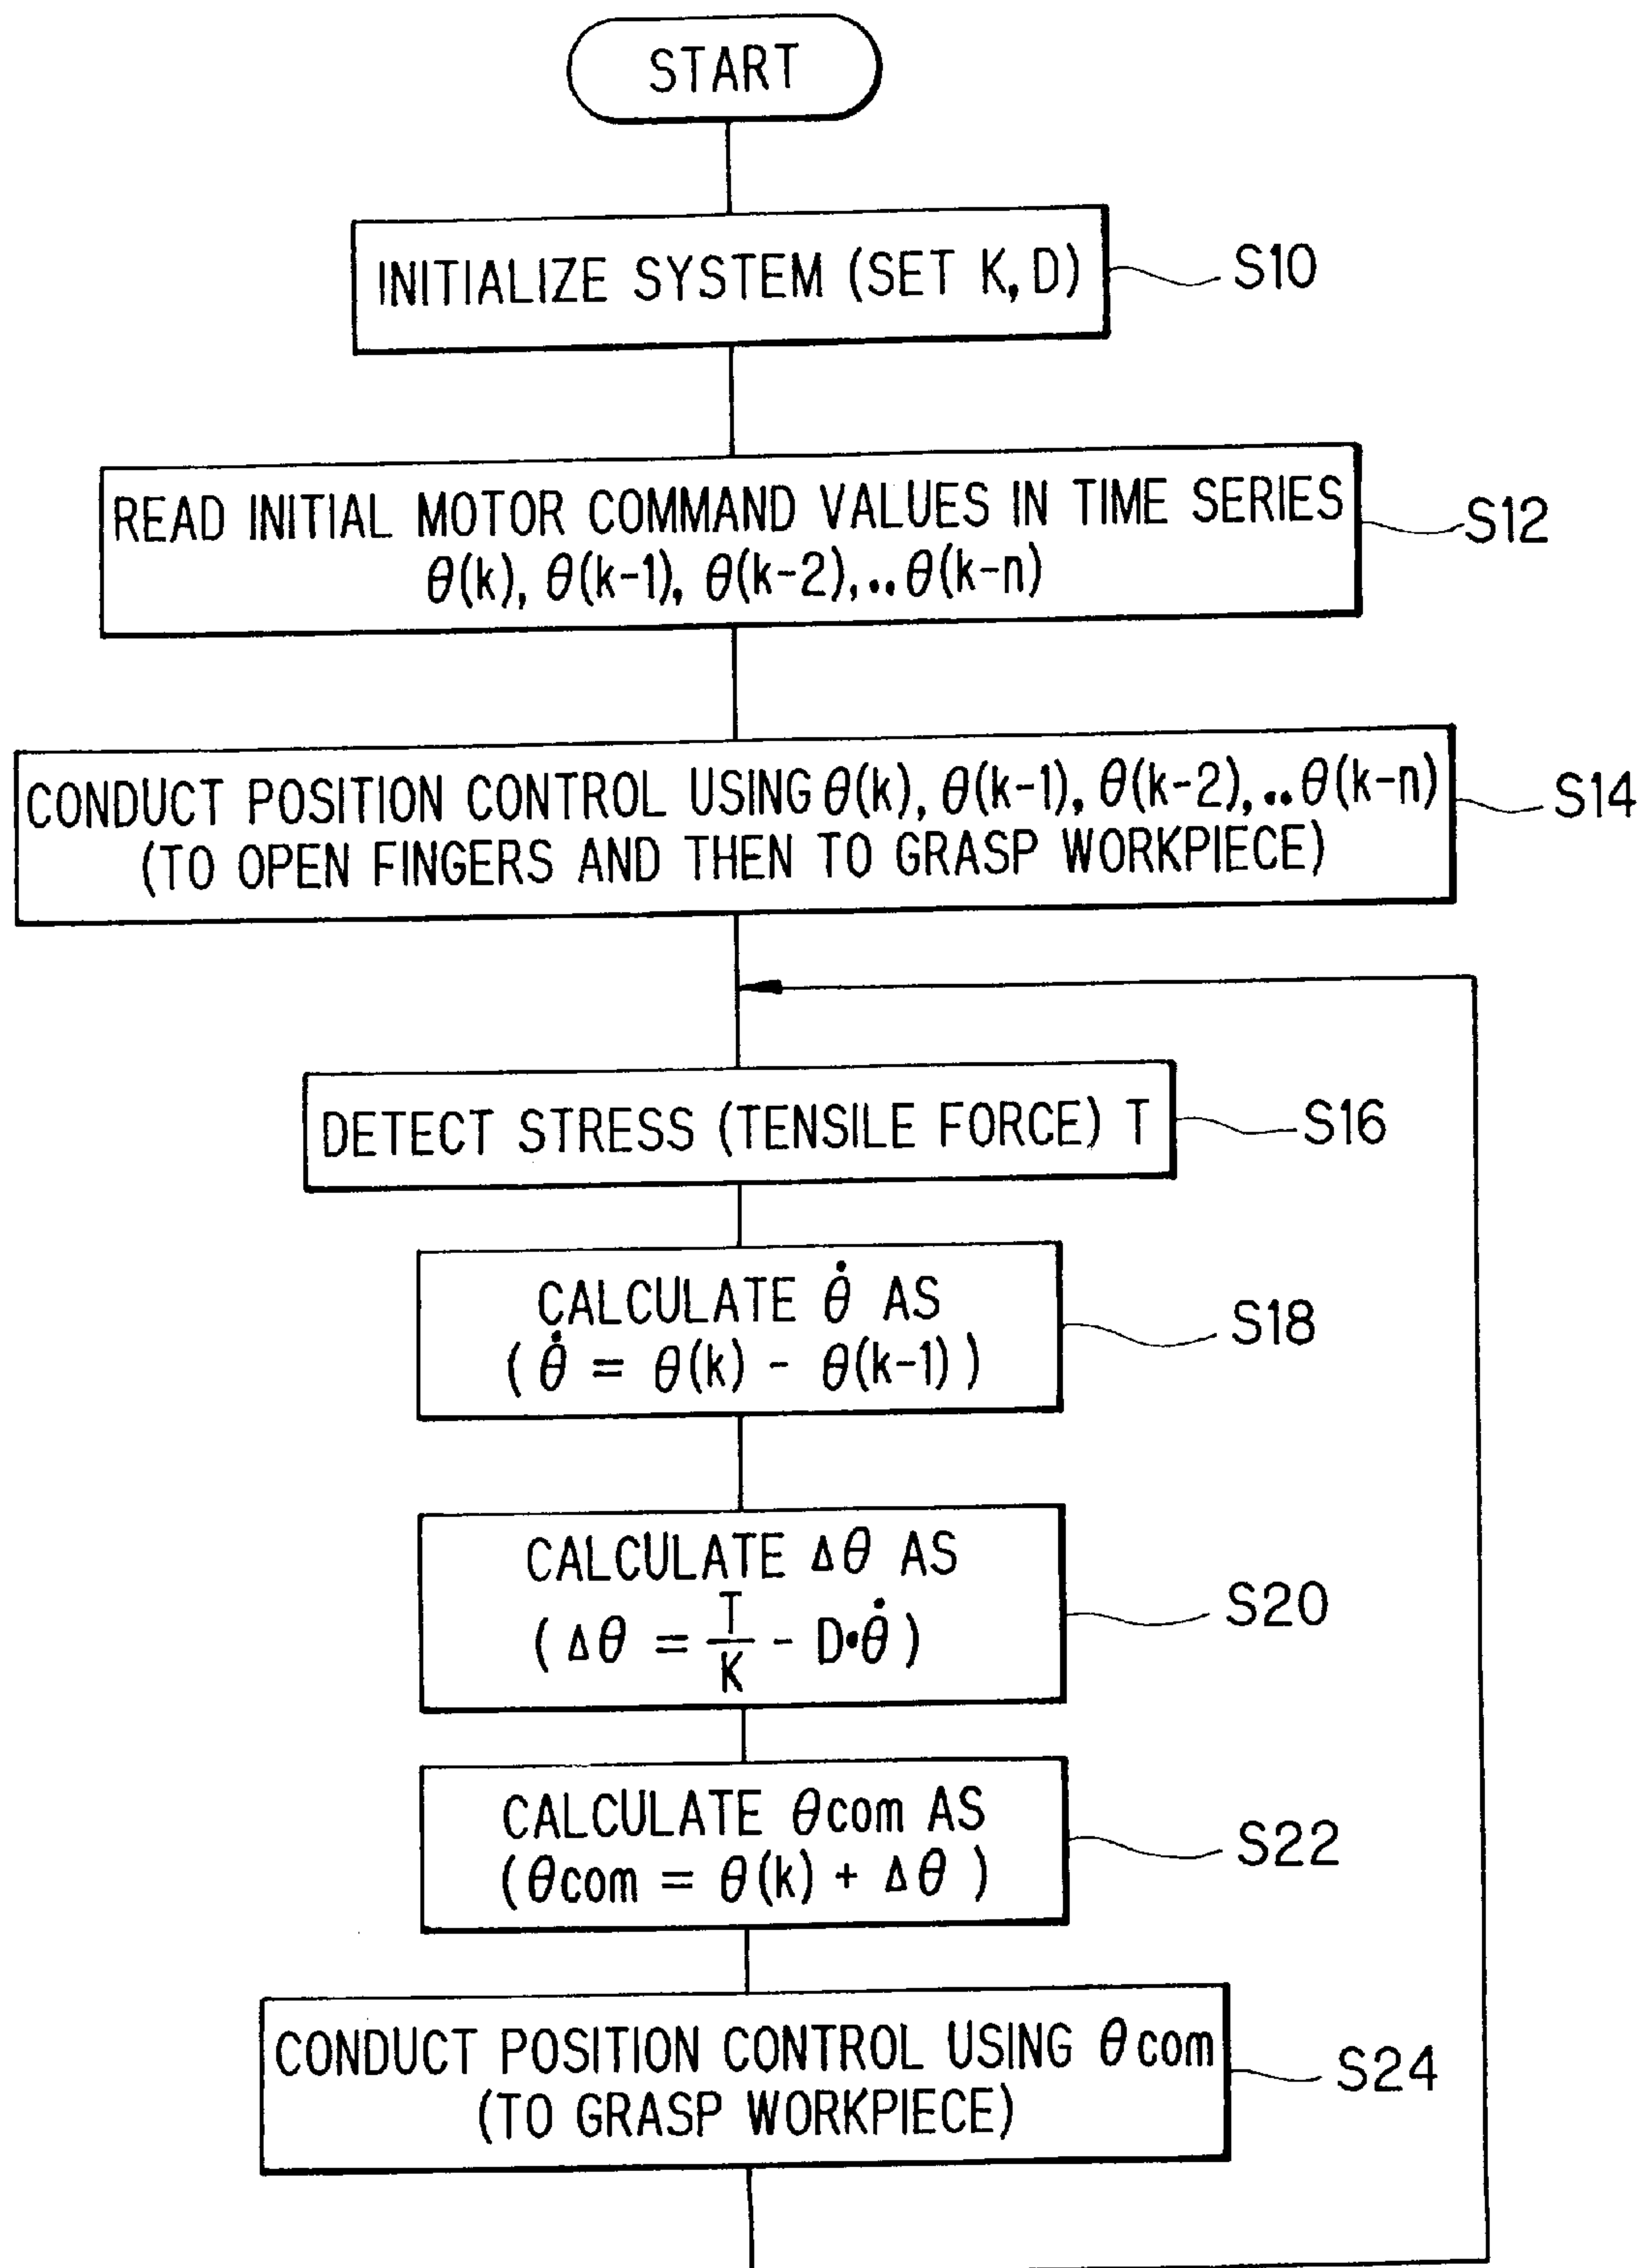 START
INITIALIZE SYSTEM (SET K, D)
S10
READ INITIAL MOTOR COMMAND VALUES IN TIME SERIES
θ(k), θ(k-1), θ(k-2),..θ(k-n)
S12
CONDUCT POSITION CONTROL USING θ(k), θ(k-1), θ(k-2),..θ(k-n)
(TO OPEN FINGERS AND THEN TO GRASP WORKPIECE)
S14
DETECT STRESS (TENSILE FORCE) T
S16
CALCULATE θ̇ AS
( θ̇ = θ(k) - θ(k-1) )
S18
CALCULATE Δθ AS
( Δθ = T/K - D•θ̇ )
S20
CALCULATE θcom AS
(θcom = θ(k) + Δθ )
S22
CONDUCT POSITION CONTROL USING θcom
(TO GRASP WORKPIECE)
S24